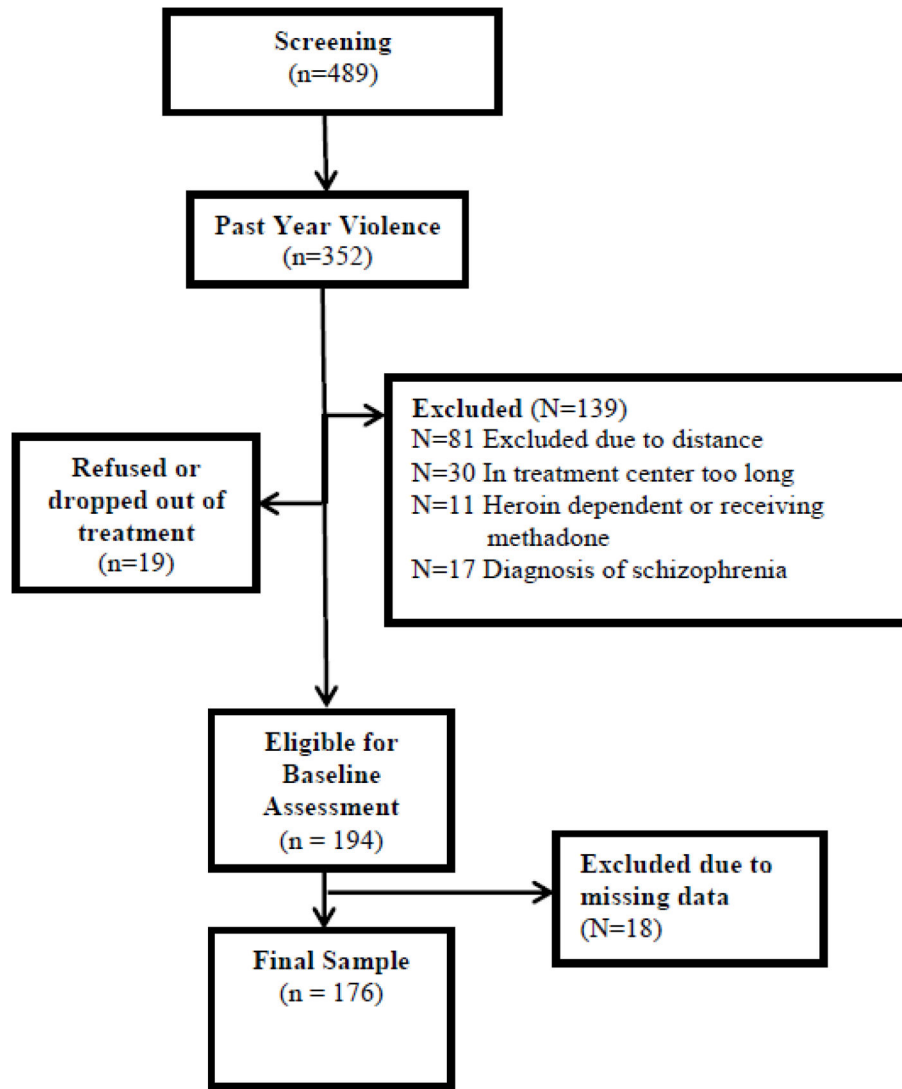 Screening
(n=489)
Past Year Violence
(n=352)
Excluded (N=139)
N=81 Excluded due to distance
N=30 In treatment center too long
N=11 Heroin dependent or receiving
methadone
N=17 Diagnosis of schizophrenia
Refused or
dropped out of
treatment
(n=19)
Eligible for
Baseline
Assessment
(n = 194)
Excluded due to
missing data
(N=18)
Final Sample
(n = 176)